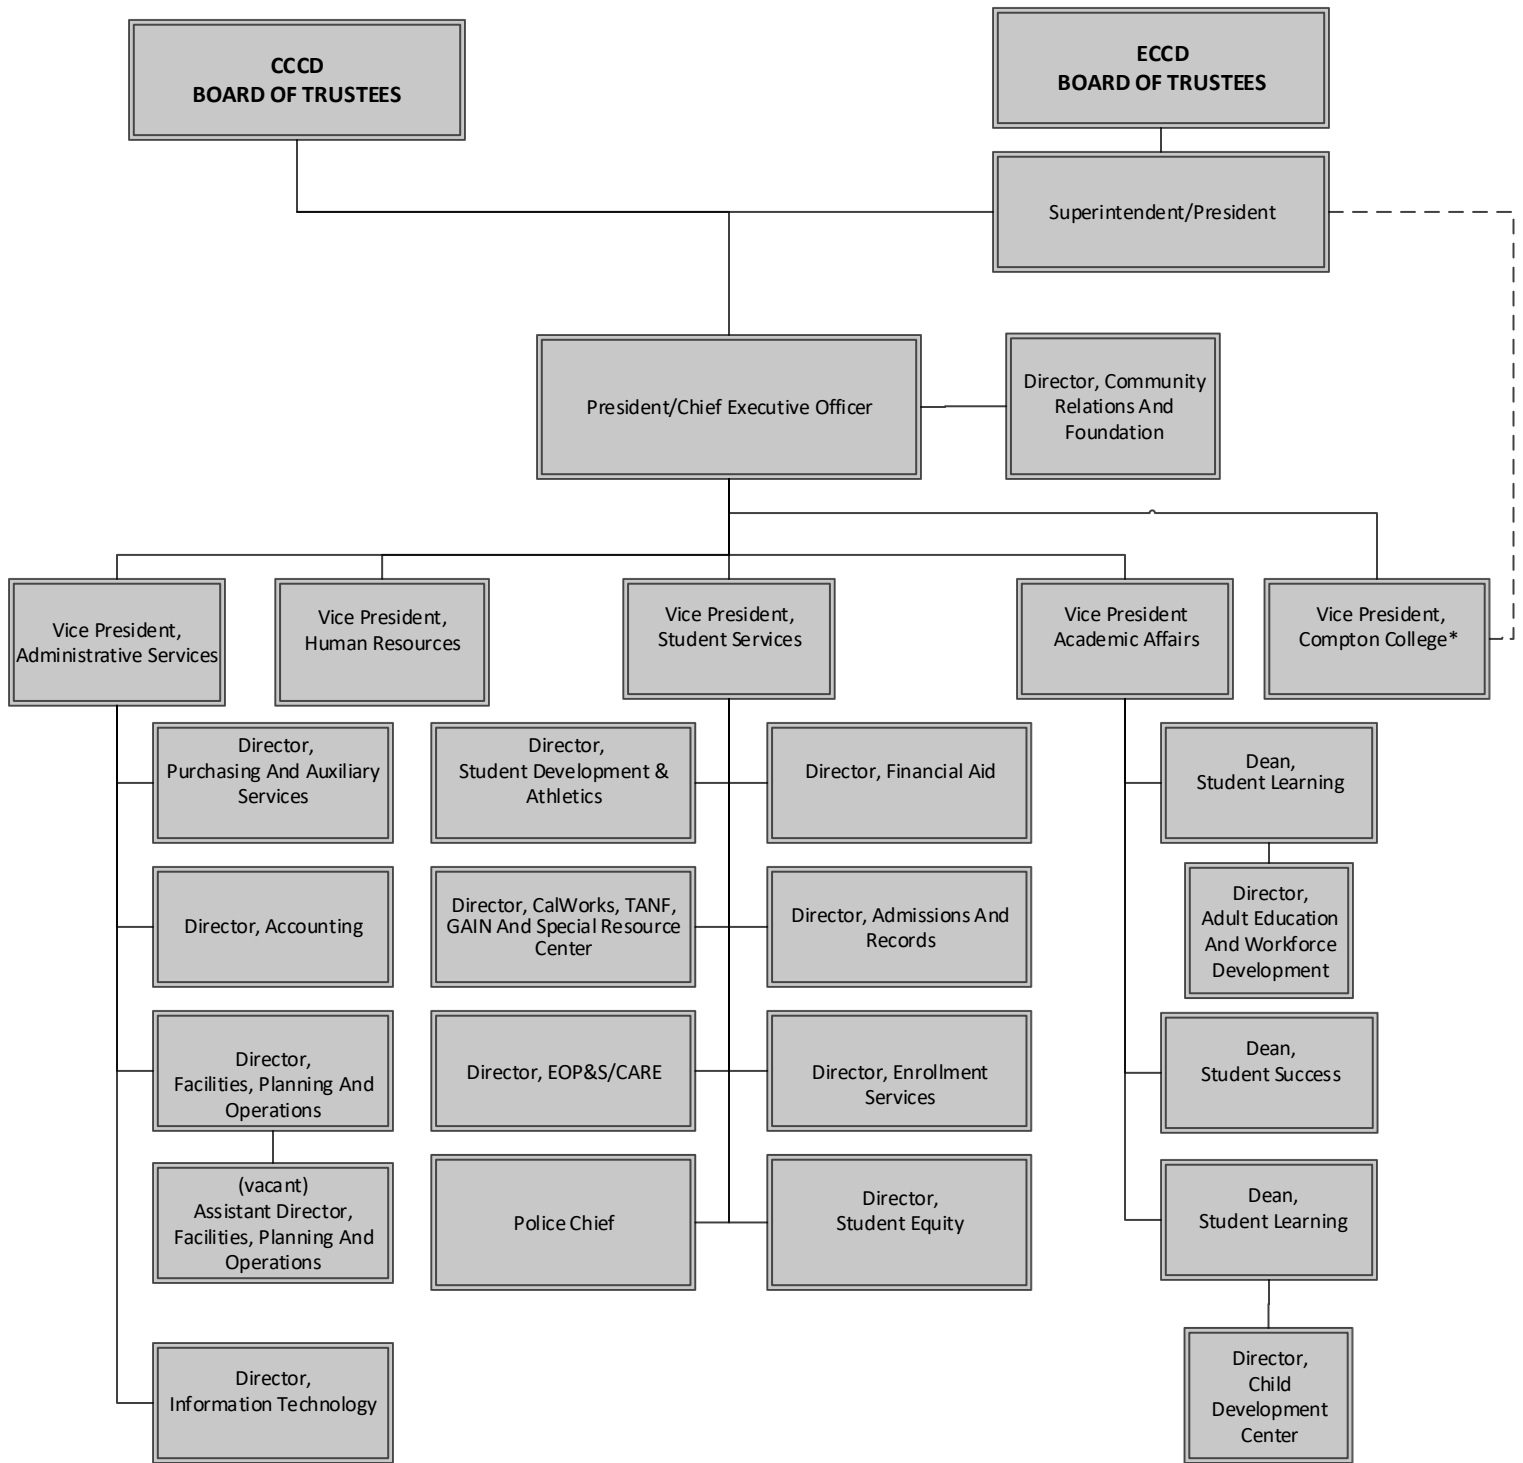 CCCD
BOARD OF TRUSTEES
ECCD
BOARD OF TRUSTEES
Superintendent/President
President/Chief Executive Officer
Director, Community
Relations And
Foundation
Vice President,
Administrative Services
Vice President,
Human Resources
Vice President,
Student Services
Vice President
Academic Affairs
Vice President,
Compton College*
Director,
Purchasing And Auxiliary
Services
Director,
Student Development &
Athletics
Director, Financial Aid
Dean,
Student Learning
Director, Accounting
Director, CalWorks, TANF,
GAIN And Special Resource
Center
Director, Admissions And
Records
Director,
Adult Education
And Workforce
Development
Director,
Facilities, Planning And
Operations
Director, EOP&S/CARE
Director, Enrollment
Services
Dean,
Student Success
(vacant)
Assistant Director,
Facilities, Planning And
Operations
Police Chief
Director,
Student Equity
Dean,
Student Learning
Director,
Information Technology
Director,
Child
Development
Center